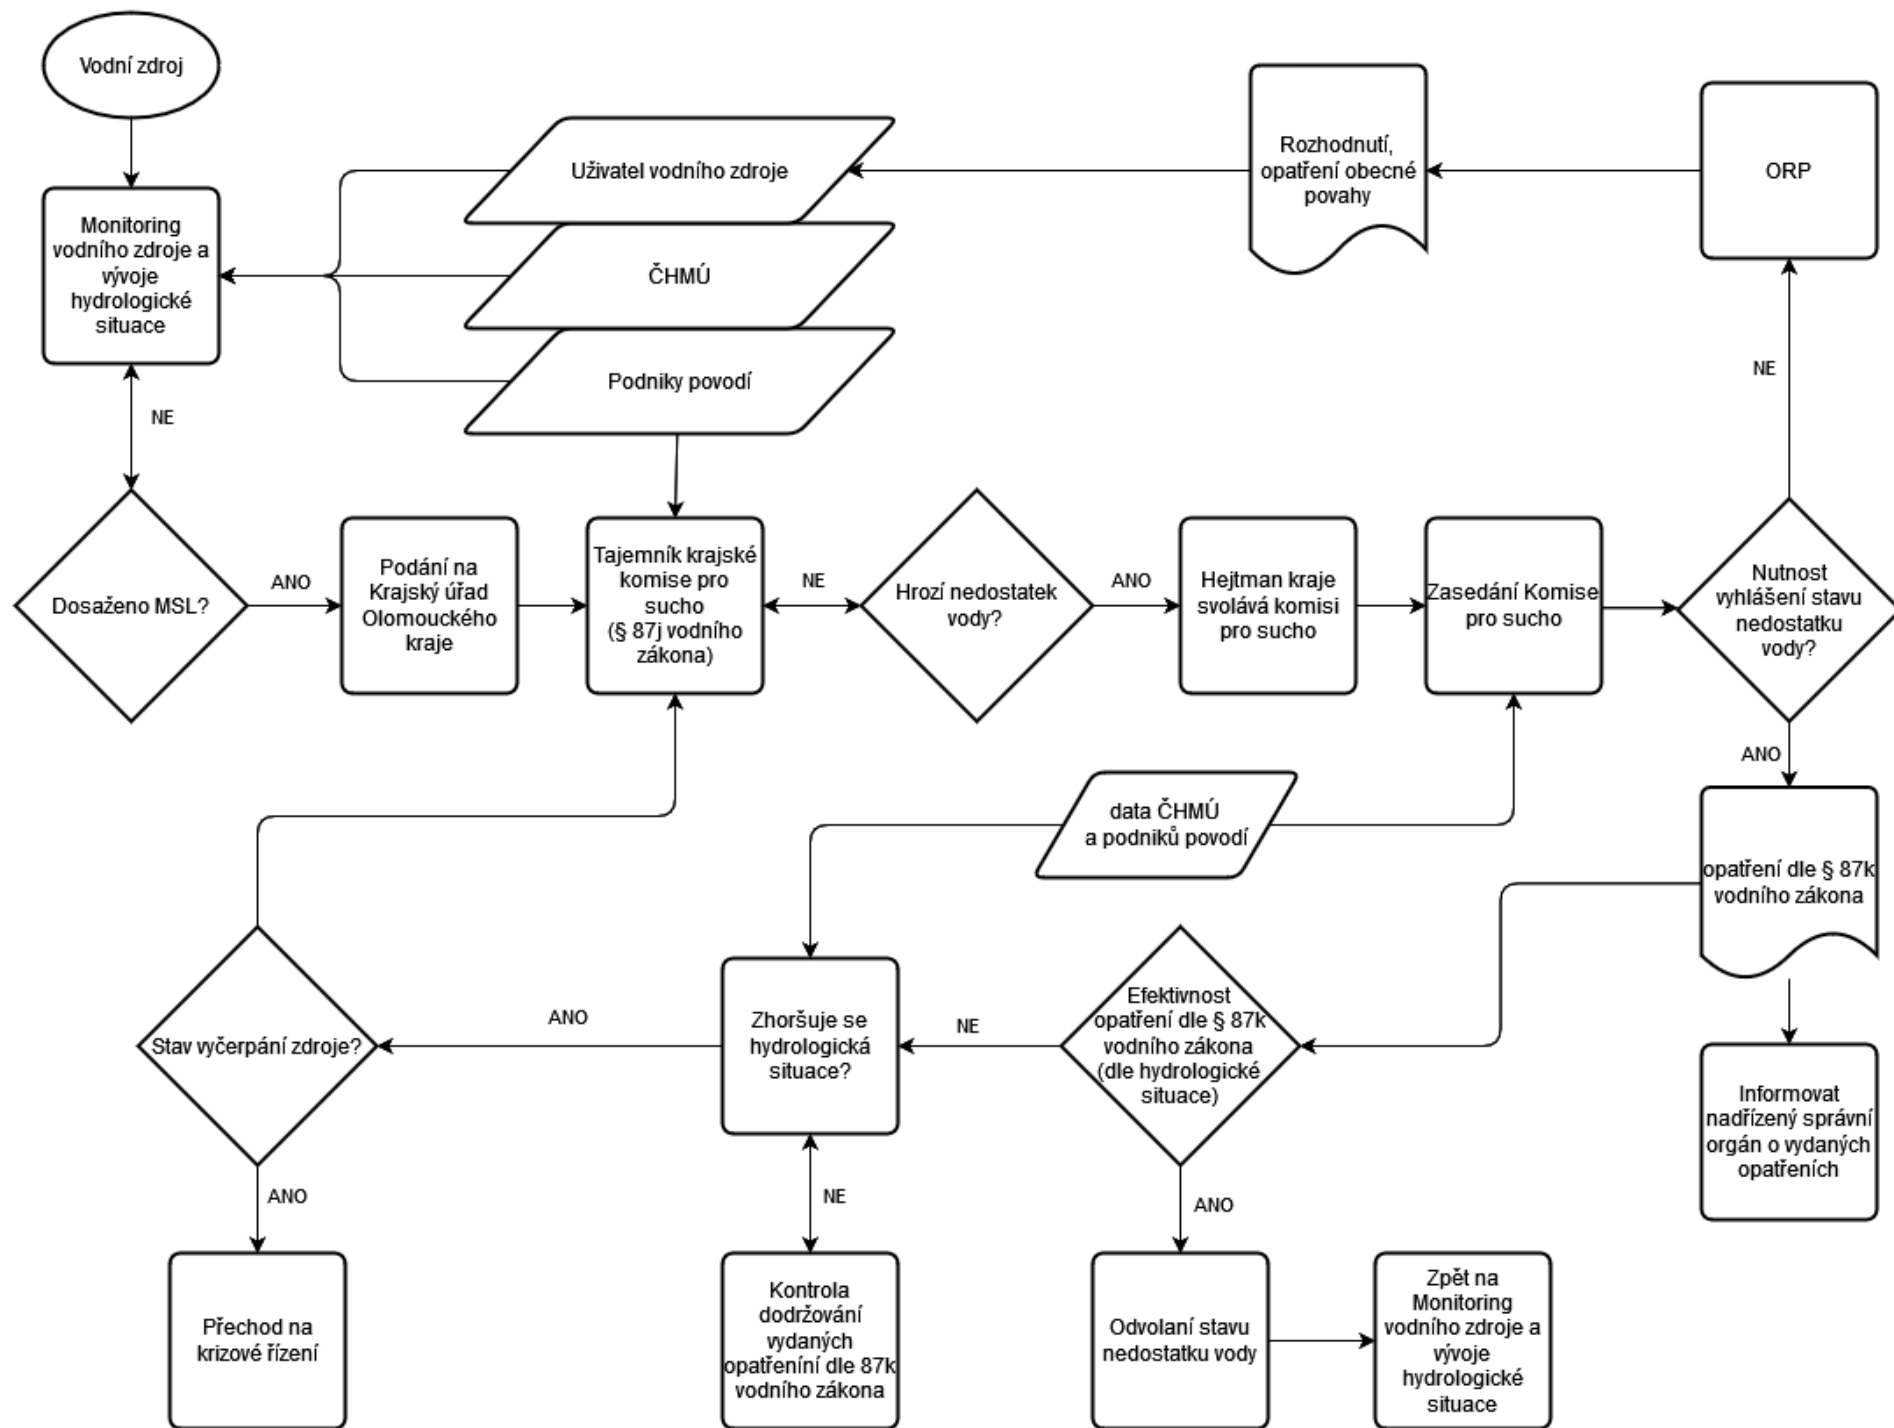 Vodní zdroj
Monitoring
vodního zdroje a
vývoje
hydrologické
situace
Uživatel vodního zdroje
ČHMÚ
Podniky povodí
Rozhodnutí,
opatření obecné
povahy
ORP
NE
NE
Dosaženo MSL?
ANO
Podání na
Krajský úřad
Olomouckého
kraje
Tajemník krajské
komise pro
sucho
(§ 87j vodního
zákona)
NE
Hrozí nedostatek
vody?
ANO
Hejtman kraje
svolává komisi
pro sucho
Zasedání Komise
pro sucho
Nutnost
vyhlášení stavu
nedostatku
vody?
ANO
data ČHMÚ
a podniků povodí
opatření dle § 87k
vodního zákona
Stav vyčerpání zdroje?
ANO
Zhoršuje se
hydrologická
situace?
NE
Efektivnost
opatření dle § 87k
vodního zákona
(dle hydrologické
situace)
Informovat
nadřízený správní
orgán o vydaných
opatřeních
ANO
NE
ANO
Přechod na
krizové řízení
Kontrola
dodržování
vydaných
opatřeníní dle 87k
vodního zákona
Odvolaní stavu
nedostatku vody
Zpět na
Monitoring
vodního zdroje a
vývoje
hydrologické
situace